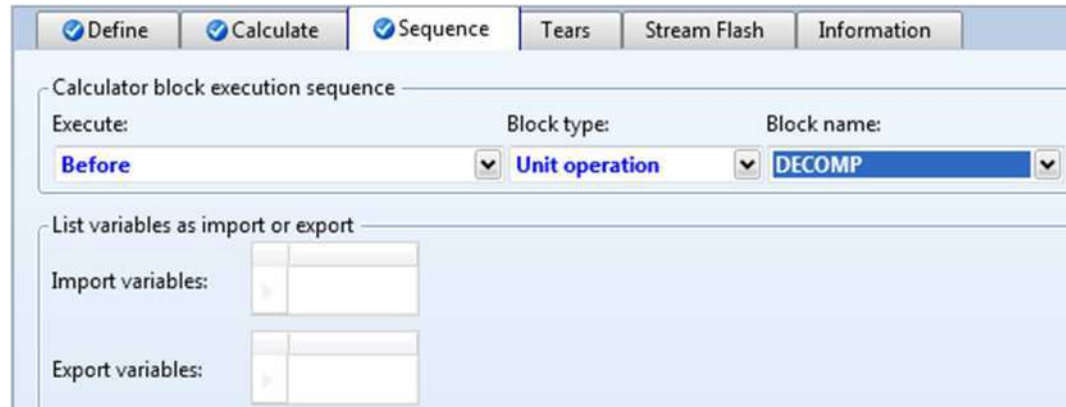 Define Calculate Sequence Tears Stream Flash Information
Calculator block execution sequence
Execute: Block type: Block name:
Before Unit operation DECOMP
List variables as import or export
Import variables:
Export variables: